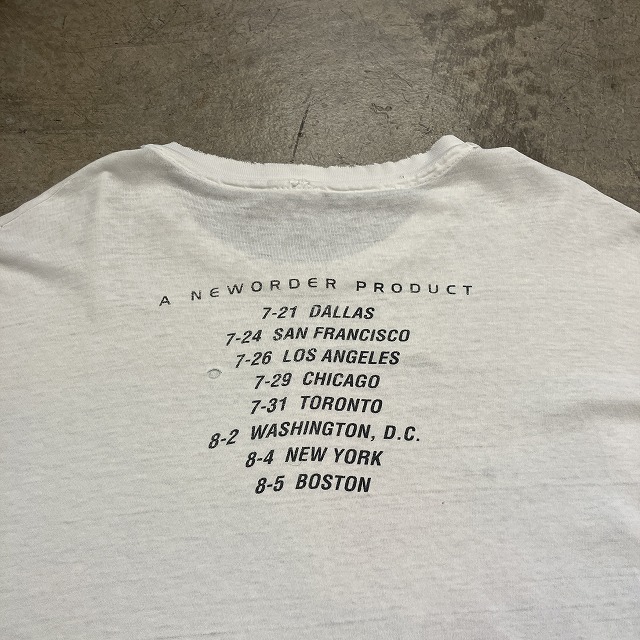 A NEWORDER PRODUCT
7-21 DALLAS
7-24 SAN FRANCISCO
7-26 LOS ANGELES
7-29 CHICAGO
7-31 TORONTO
8-2 WASHINGTON, D.C.
8-4 NEW YORK
8-5 BOSTON